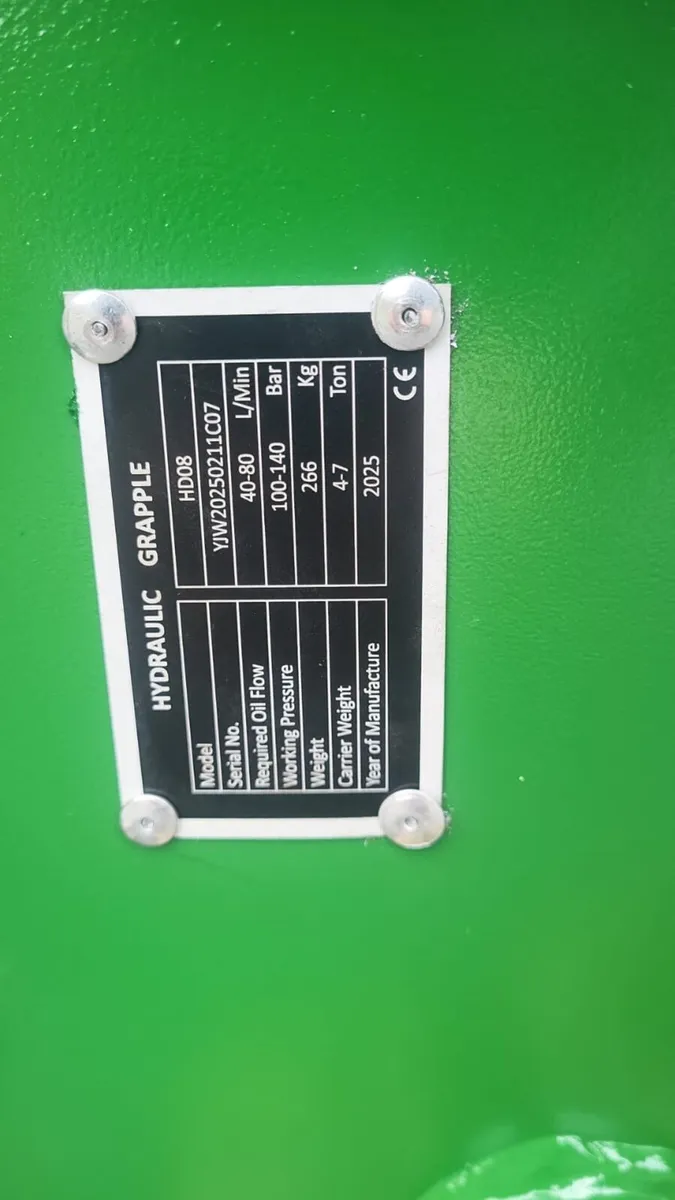 HYDRAULIC GRAPPLE
Model HD08
Serial No. YJW20250211C07
Required Oil Flow 40-80 L/Min
Working Pressure 100-140 Bar
Weight 266 Kg
Carrier Weight 4-7 Ton
Year of Manufacture 2025
CE